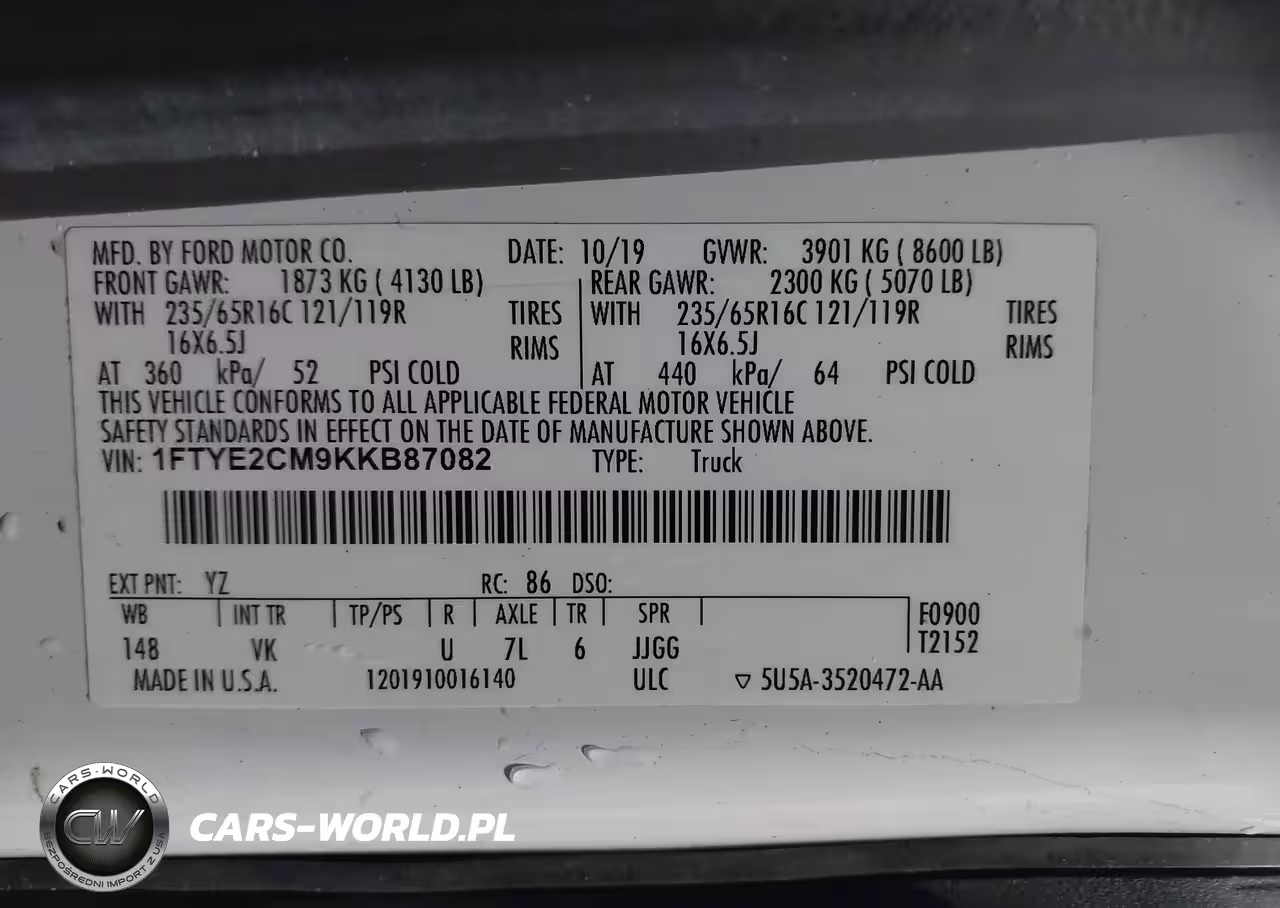 MFD. BY FORD MOTOR CO. DATE: 10/19 GVWR: 3901 KG ( 8600 LB)
FRONT GAWR: 1873 KG ( 4130 LB) REAR GAWR: 2300 KG ( 5070 LB)
WITH 235/65R16C 121/119R TIRES WITH 235/65R16C 121/119R TIRES
16X6.5J RIMS 16X6.5J RIMS
AT 360 kPa/ 52 PSI COLD AT 440 kPa/ 64 PSI COLD
THIS VEHICLE CONFORMS TO ALL APPLICABLE FEDERAL MOTOR VEHICLE
SAFETY STANDARDS IN EFFECT ON THE DATE OF MANUFACTURE SHOWN ABOVE.
VIN: 1FTYE2CM9KKB87082 TYPE: Truck
EXT PNT: YZ RC: 86 DSO:
WB INT TR TP/PS R AXLE TR SPR F0900
148 VK U 7L 6 JJGG T2152
MADE IN U.S.A. 1201910016140 ULC 5U5A-3520472-AA
CARS-WORLD
CW
BEZPOŚREDNI IMPORT Z USA
CARS-WORLD.PL